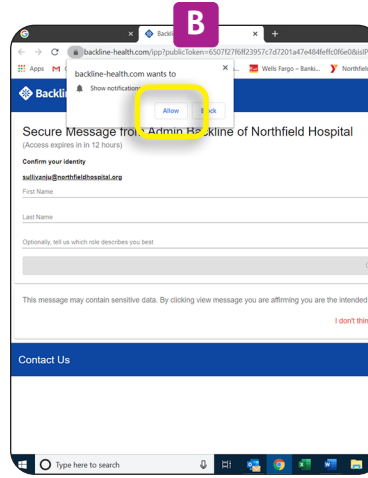 B
Backli
backline-health.com/ipp?publicToken=6507f27f6ff23957c7d7201a47e484feffc0f6e0&isIP
Apps
Wells Fargo – Banki...
Northfiel
backline-health.com wants to
Show notification
Allow
Backli
Secure Message from Admin Backline of Northfield Hospital
(Access expires in in 12 hours)
Confirm your identity
sullivanju@northfieldhospital.org
First Name
Last Name
Optionally, tell us which role describes you best
This message may contain sensitive data. By clicking view message you are affirming you are the intended
I don't thin
Contact Us
Type here to search